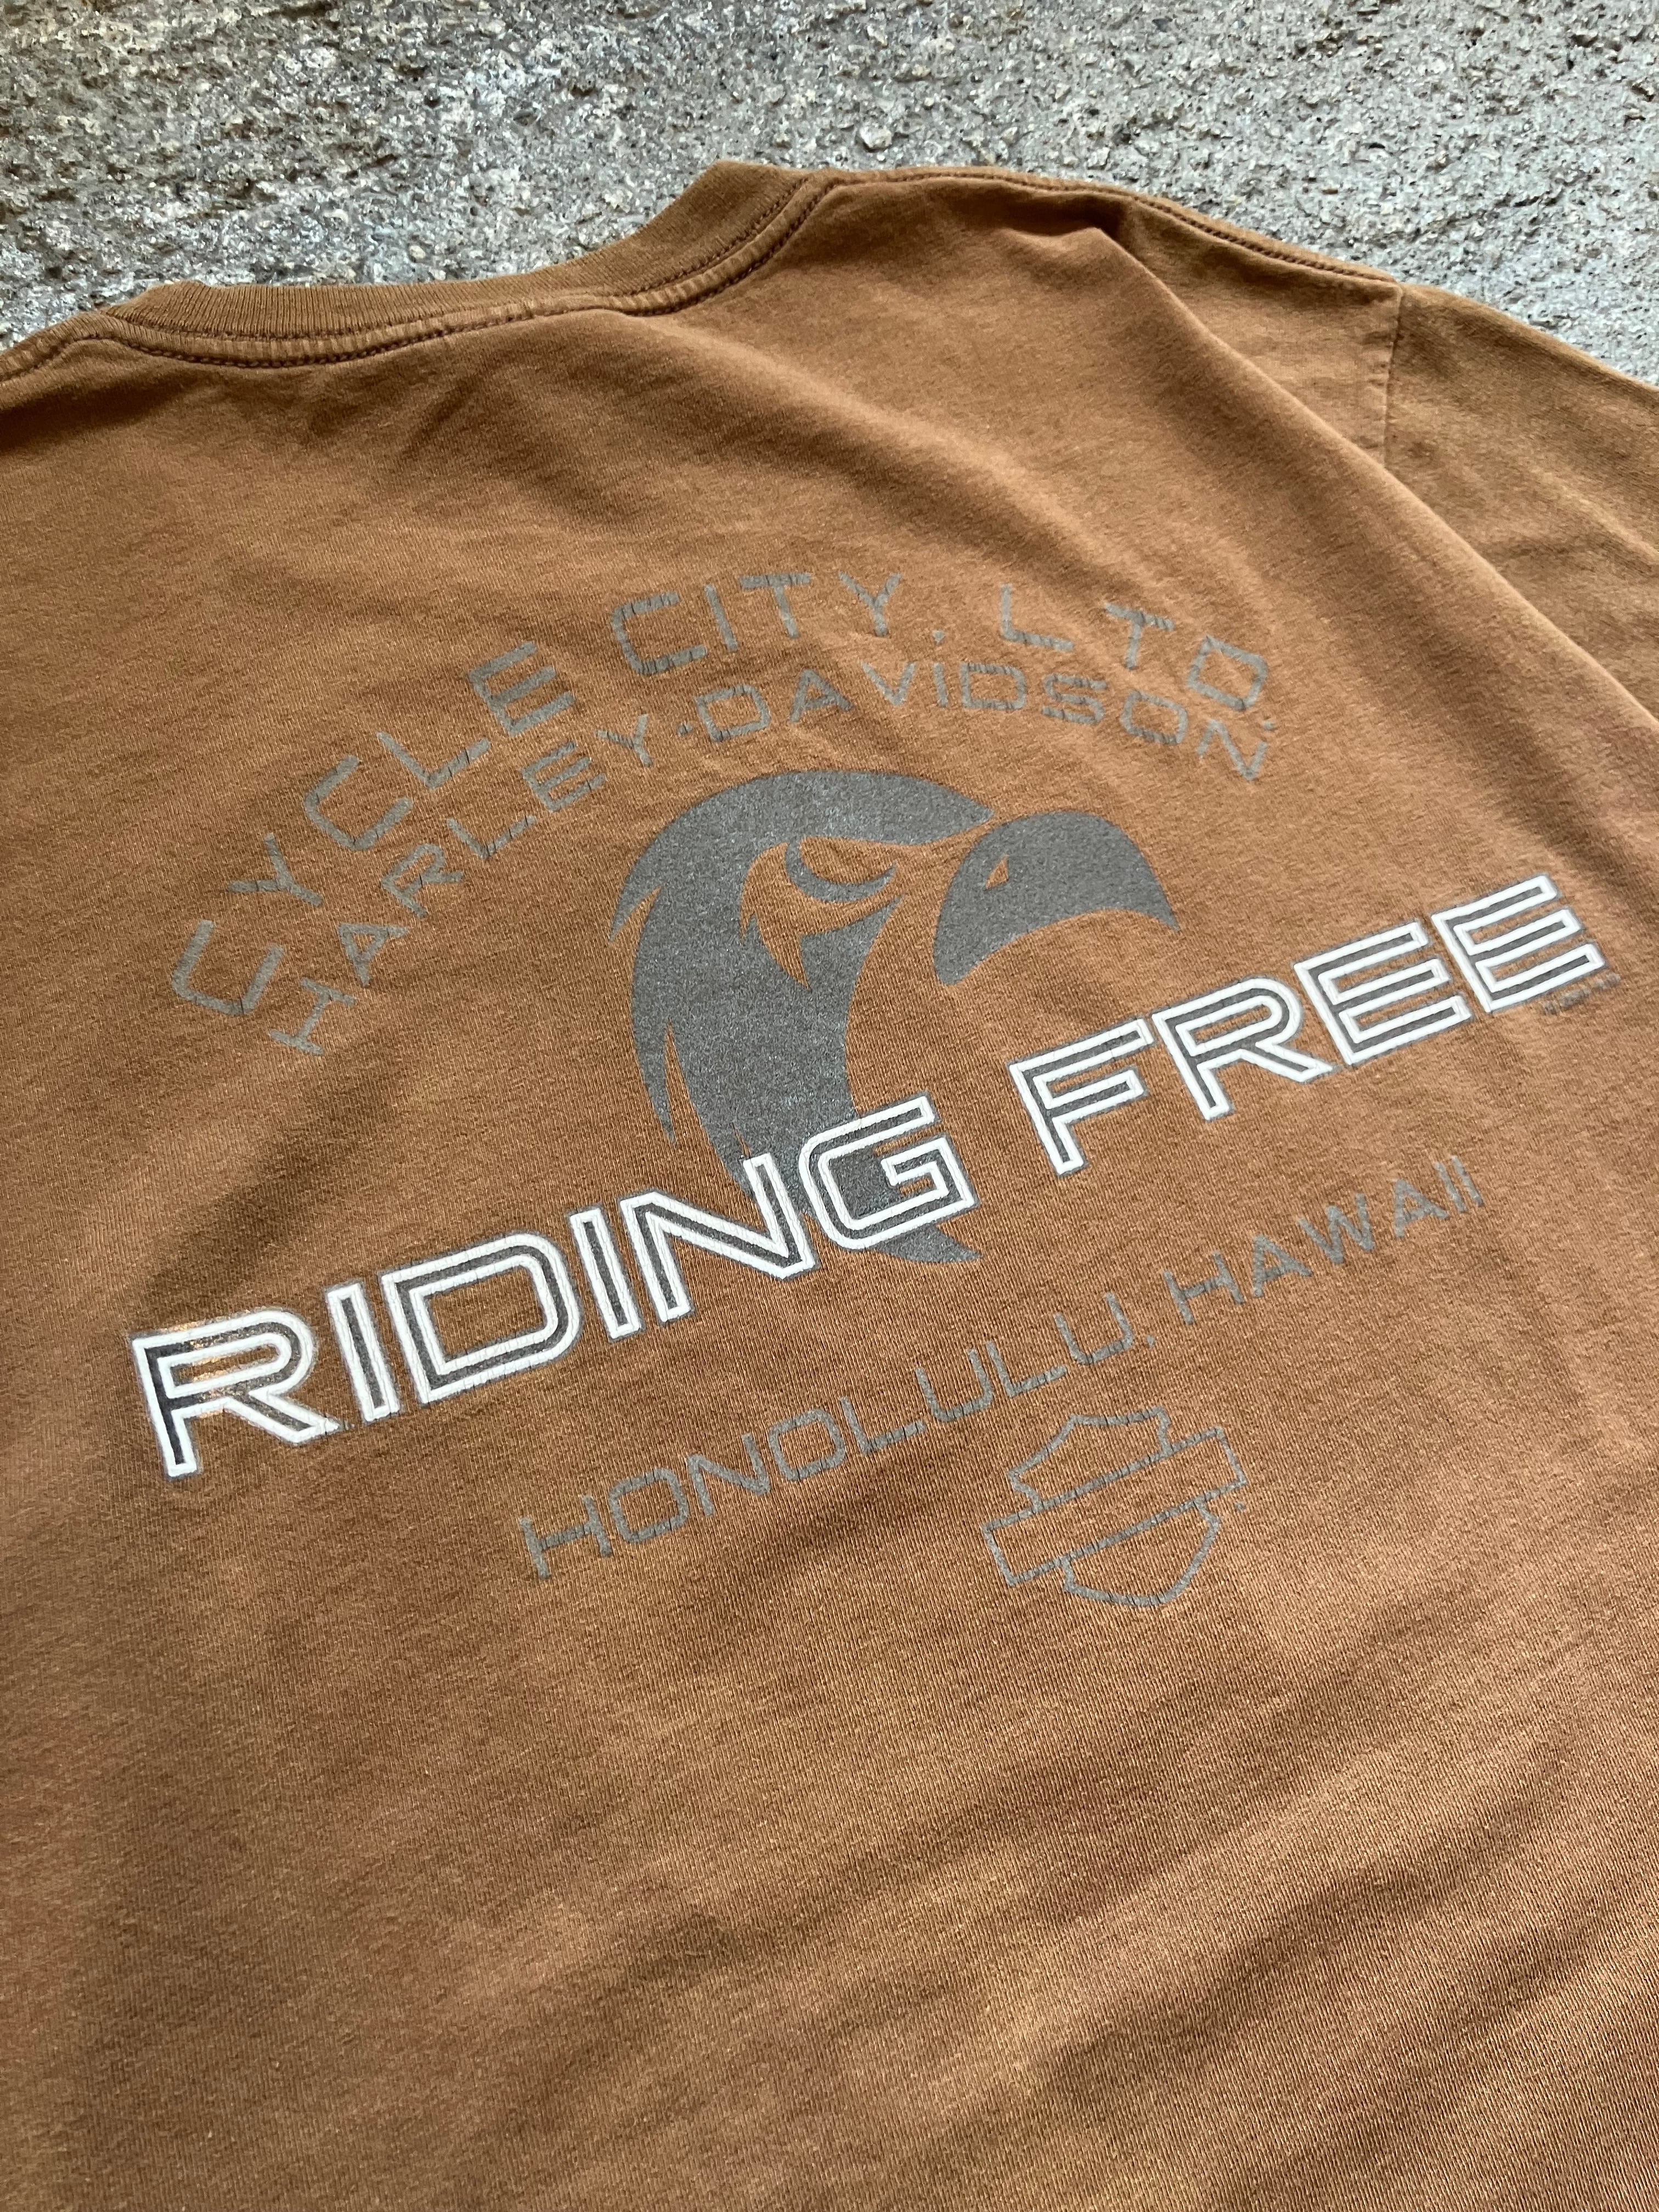 CYCLE CITY, LTD.
HARLEY-DAVIDSON
RIDING FREE
HONOLULU, HAWAII